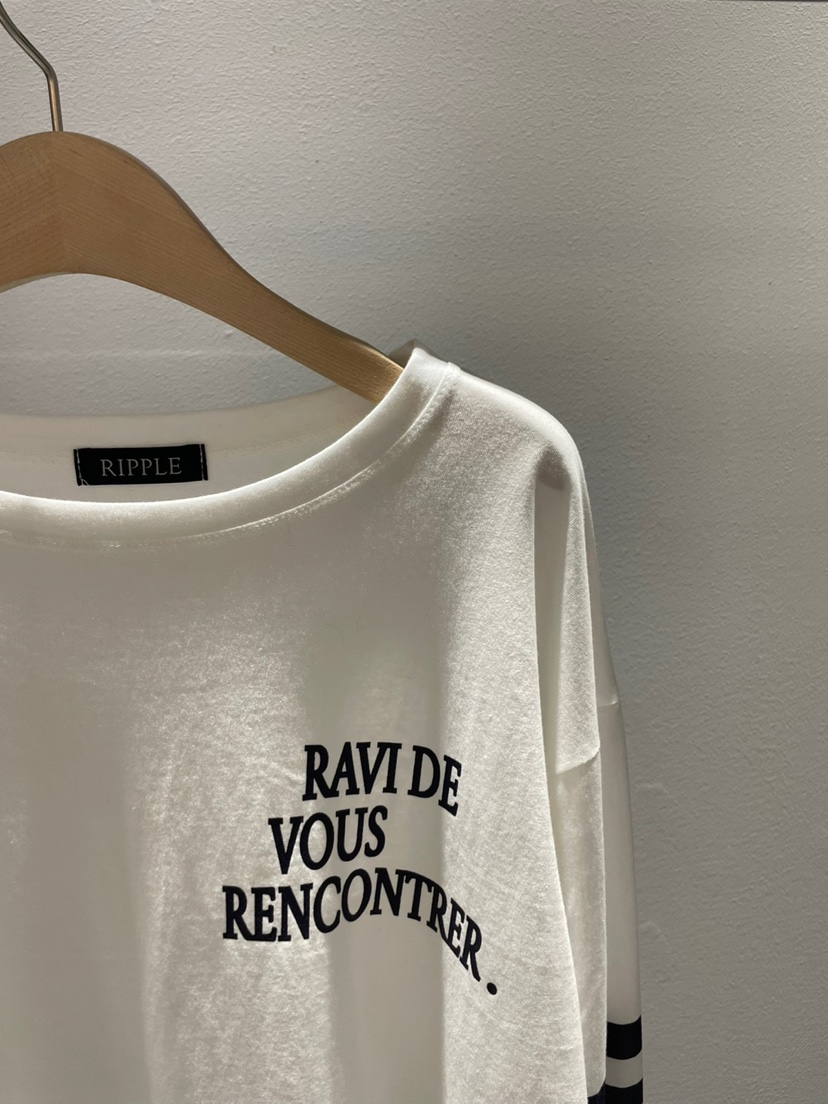 RIPPLE
RAVI DE
VOUS
RENCONTRER.